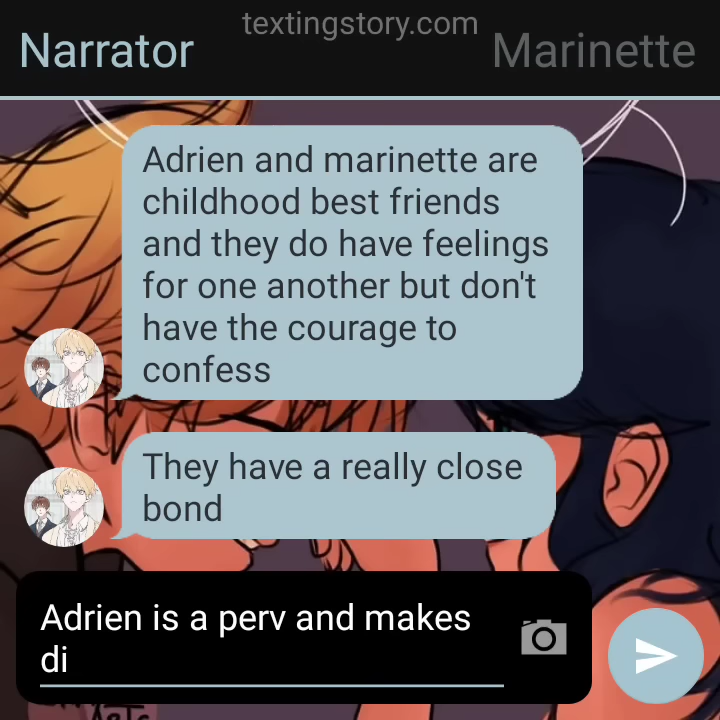 textingstory.com
Narrator
Marinette
Adrien and marinette are
childhood best friends
and they do have feelings
for one another but don't
have the courage to
confess
They have a really close
bond
Adrien is a perv and makes
di